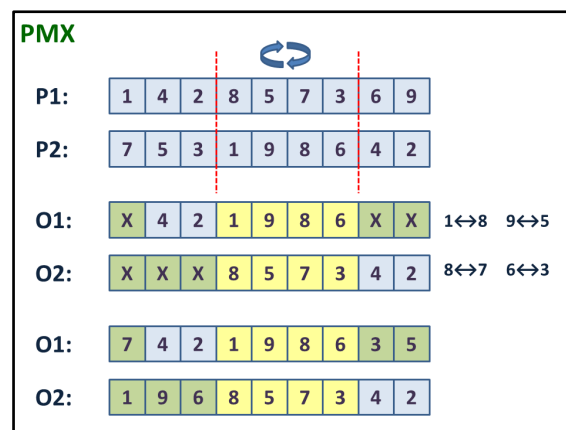 PMX
P1: 1 4 2 8 5 7 3 6 9
P2: 7 5 3 1 9 8 6 4 2
O1: X 4 2 1 9 8 6 X X 1↔8 9↔5
O2: X X X 8 5 7 3 4 2 8↔7 6↔3
O1: 7 4 2 1 9 8 6 3 5
O2: 1 9 6 8 5 7 3 4 2